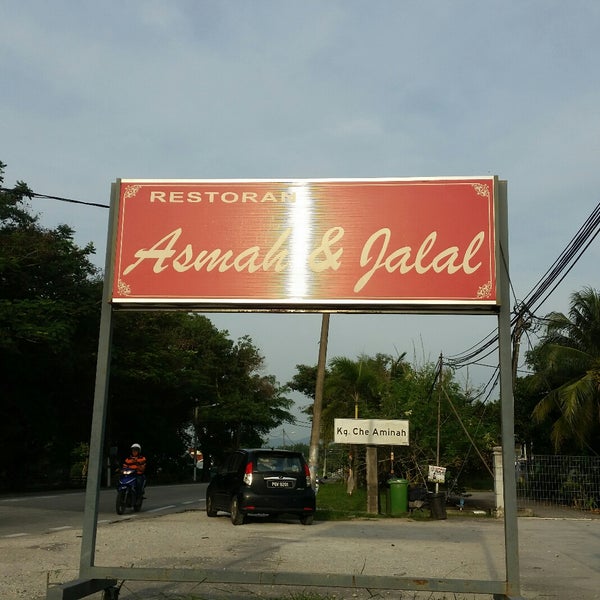 RESTORAN
Asmah & Jalal
Kg. Che Aminah